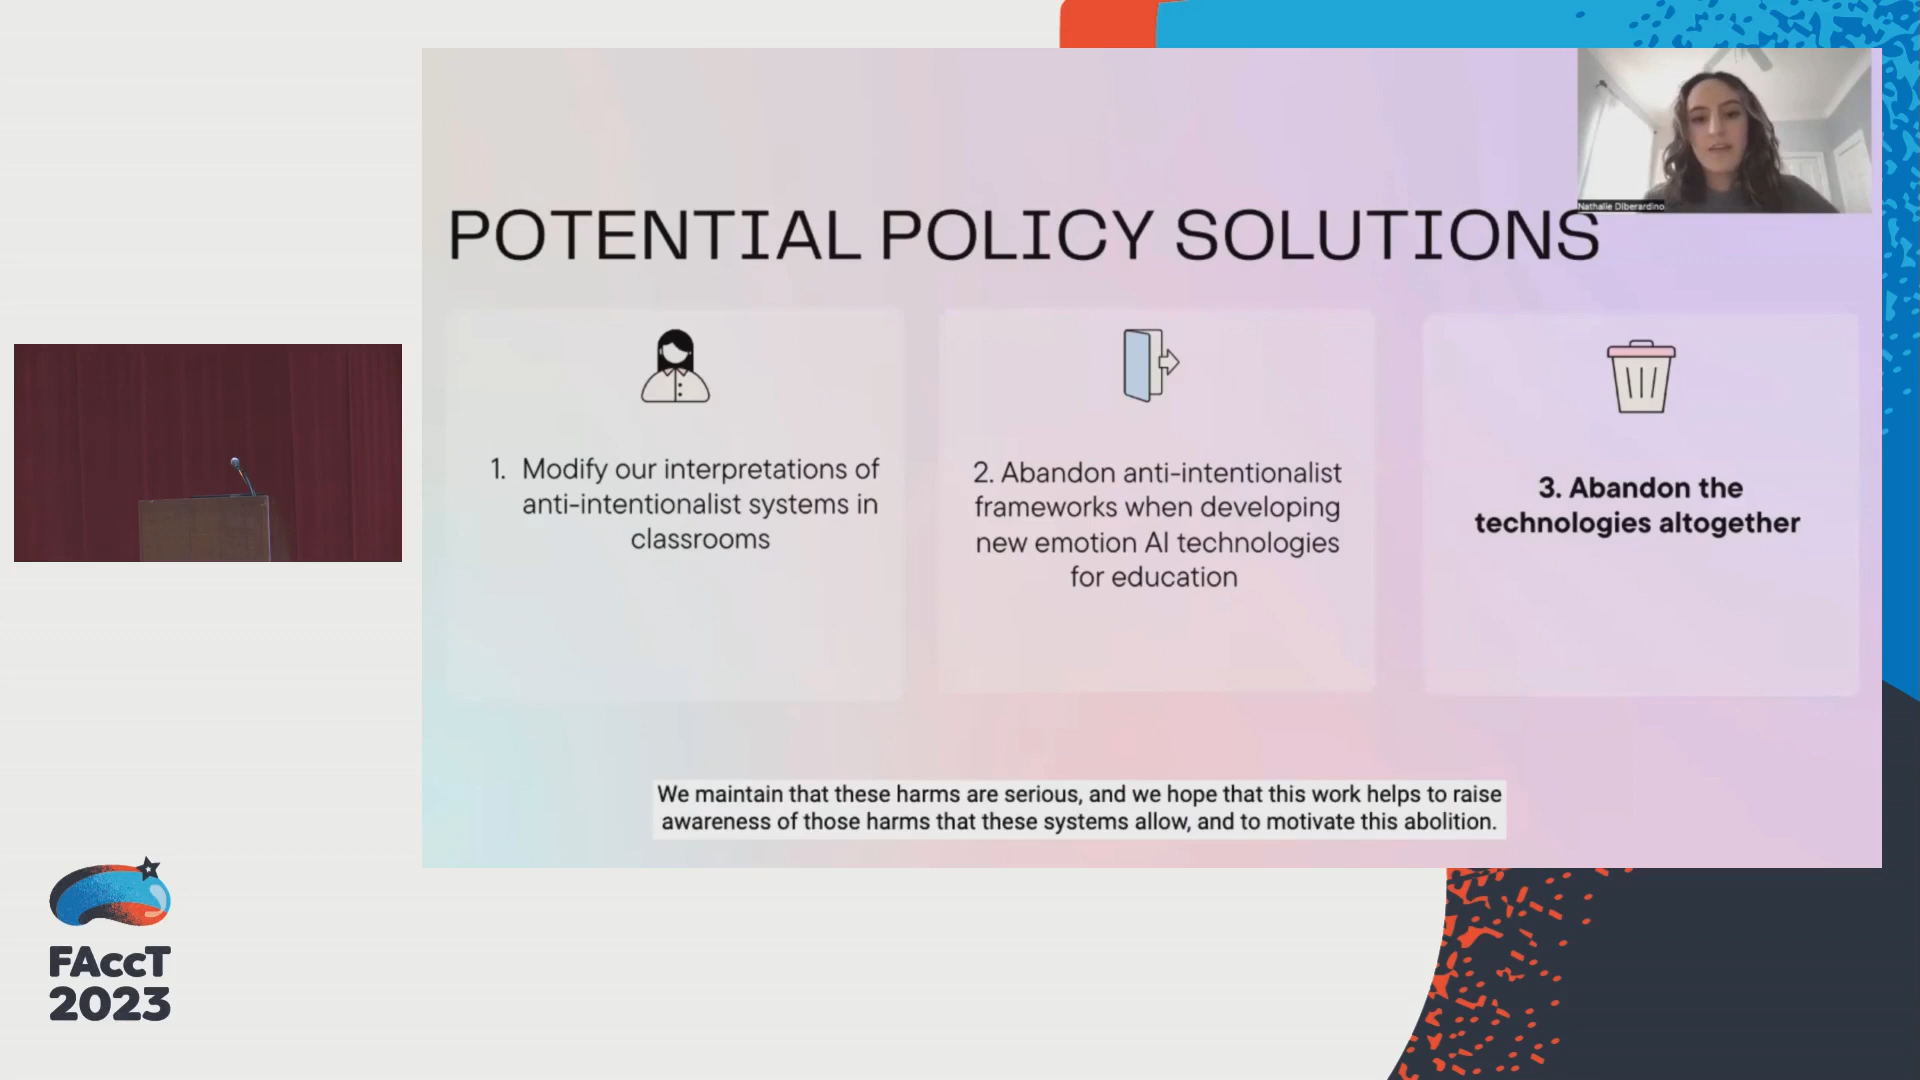 Nathalie Diberardino
POTENTIAL POLICY SOLUTIONS
1. Modify our interpretations of
anti-intentionalist systems in
classrooms
2. Abandon anti-intentionalist
frameworks when developing
new emotion AI technologies
for education
3. Abandon the
technologies altogether
We maintain that these harms are serious, and we hope that this work helps to raise
awareness of those harms that these systems allow, and to motivate this abolition.
FAccT
2023